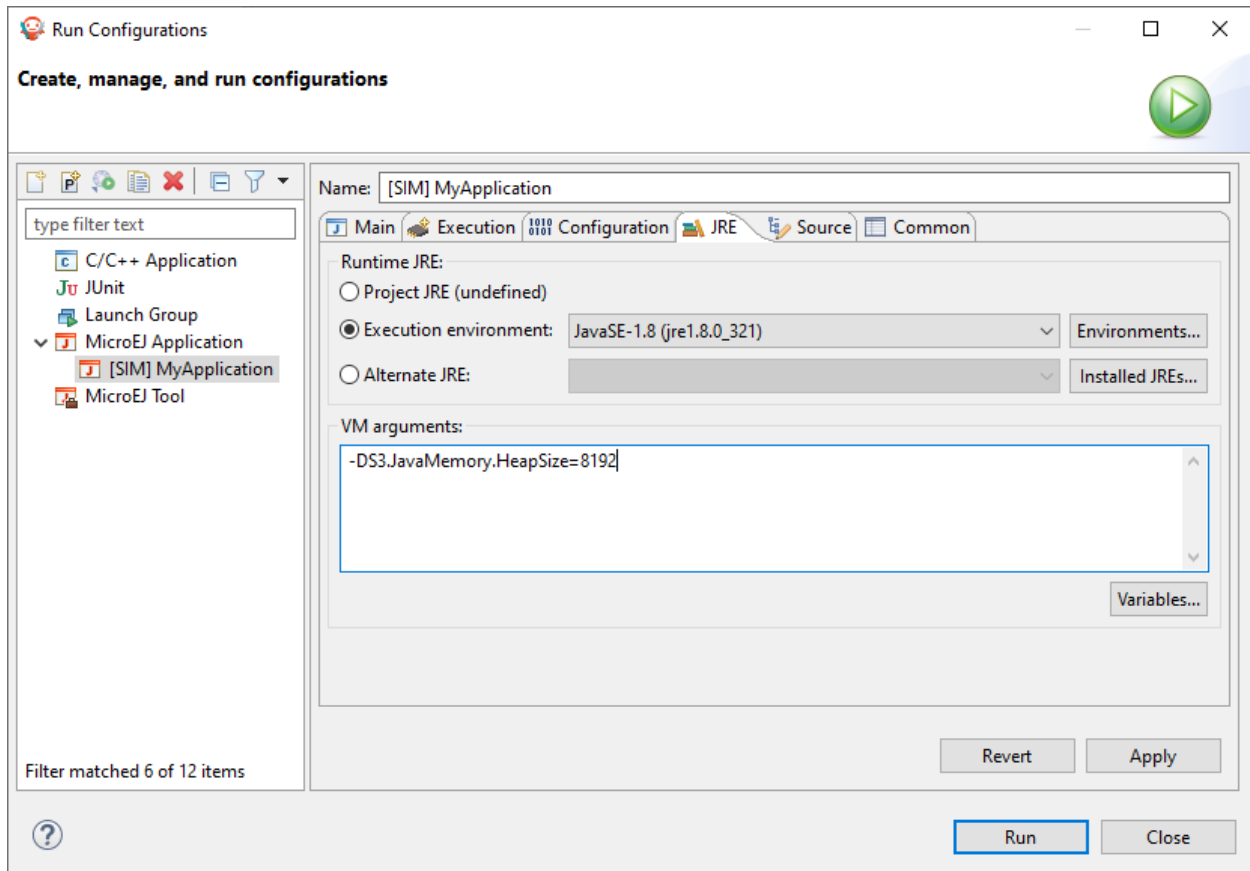 Run Configurations
Create, manage, and run configurations
Name: [SIM] MyApplication
type filter text
C/C++ Application
JUnit
Launch Group
MicroEJ Application
[SIM] MyApplication
MicroEJ Tool
Filter matched 6 of 12 items
Main Execution Configuration JRE Source Common
Runtime JRE:
Project JRE (undefined)
Execution environment: JavaSE-1.8 (jre1.8.0_321) Environments...
Alternate JRE: Installed JREs...
VM arguments:
-DS3.JavaMemory.HeapSize=8192
Variables...
Revert Apply
Run Close